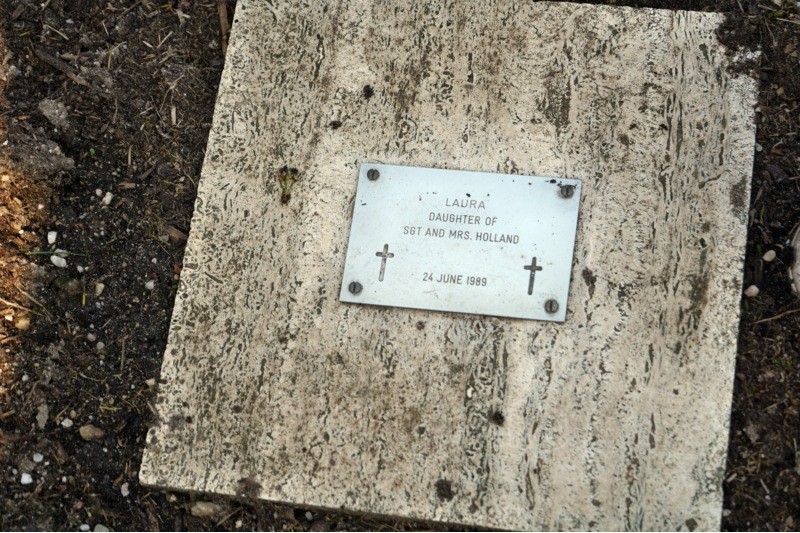 LAURA
DAUGHTER OF
SGT AND MRS. HOLLAND
24 JUNE 1989